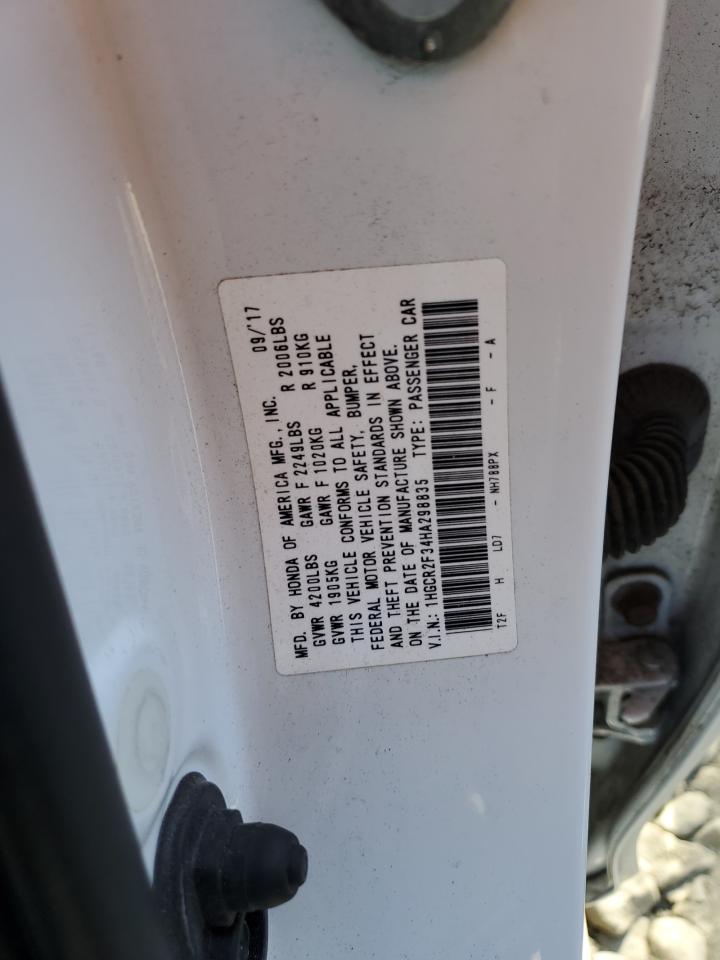 MFD. BY HONDA OF AMERICA MFG., INC. 09/'17
GVWR 4200LBS GAWR F 2249LBS R 2006LBS
GVWR 1905KG GAWR F 1020KG R 910KG
THIS VEHICLE CONFORMS TO ALL APPLICABLE
FEDERAL MOTOR VEHICLE SAFETY, BUMPER,
AND THEFT PREVENTION STANDARDS IN EFFECT
ON THE DATE OF MANUFACTURE SHOWN ABOVE.
V.I.N.: 1HGCR2F34HA298835 TYPE: PASSENGER CAR
T2F H LD7 - NH788PX - F - A